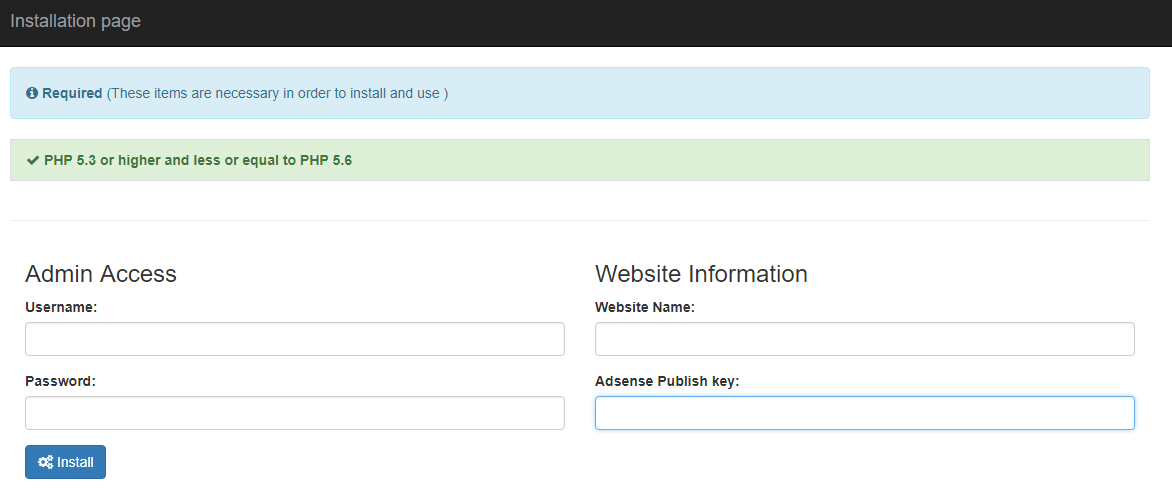 Installation page
Required (These items are necessary in order to install and use )
PHP 5.3 or higher and less or equal to PHP 5.6
Admin Access
Username:
Password:
Install
Website Information
Website Name:
Adsense Publish key: